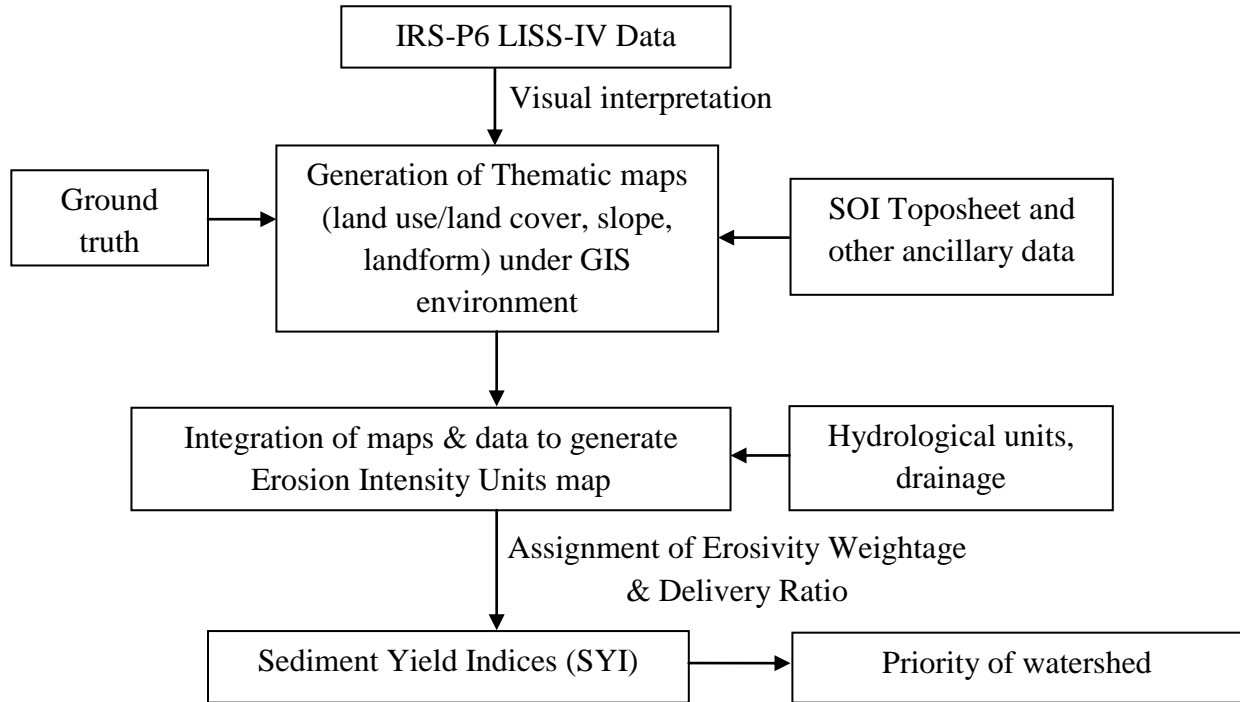 IRS-P6 LISS-IV Data
Visual interpretation
Ground
truth
Generation of Thematic maps
(land use/land cover, slope,
landform) under GIS
environment
SOI Toposheet and
other ancillary data
Integration of maps & data to generate
Erosion Intensity Units map
Hydrological units,
drainage
Assignment of Erosivity Weightage
& Delivery Ratio
Sediment Yield Indices (SYI)
Priority of watershed